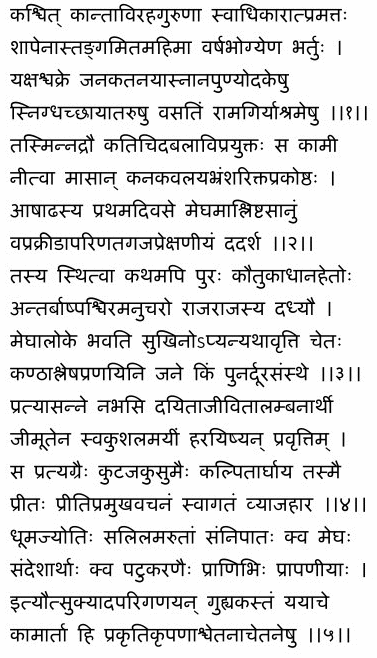 कश्चित् कान्ताविरहगुरुणा स्वाधिकारात्प्रमत्तः
शापेनास्तङ्गमितमहिमा वर्षभोग्येण भर्तुः ।
यक्षश्चक्रे जनकतनयास्नानपुण्योदकेषु
स्निग्धच्छायातरुषु वसतिं रामगिर्याश्रमेषु ।।१।।
तस्मिन्नद्रौ कतिचिदबलाविप्रयुक्तः स कामी
नीत्वा मासान् कनकवलयभ्रंशरिक्तप्रकोष्ठः ।
आषाढस्य प्रथमदिवसे मेघमाश्लिष्टसानुं
वप्रक्रीडापरिणतगजप्रेक्षणीयं ददर्श ।।२।।
तस्य स्थित्वा कथमपि पुरः कौतुकाधानहेतोः
अन्तर्बाष्पश्चिरमनुचरो राजराजस्य दध्यौ ।
मेघालोके भवति सुखिनोऽप्यन्यथावृत्ति चेतः
कण्ठाश्लेषप्रणयिनि जने किं पुनर्दूरसंस्थे ।।३।।
प्रत्यासन्ने नभसि दयिताजीवितालम्बनार्थी
जीमूतेन स्वकुशलमयीं हरयिष्यन् प्रवृत्तिम् ।
स प्रत्यग्रैः कुटजकुसुमैः कल्पितार्घाय तस्मै
प्रीतः प्रीतिप्रमुखवचनं स्वागतं व्याजहार ।।४।।
धूमज्योतिः सलिलमरुतां संनिपातः क्व मेघः
संदेशार्थाः क्व पटुकरणैः प्राणिभिः प्रापणीयाः ।
इत्यौत्सुक्यादपरिगणयन् गुह्यकस्तं ययाचे
कामार्ता हि प्रकृतिकृपणाश्चेतनाचेतनेषु ।।५।।